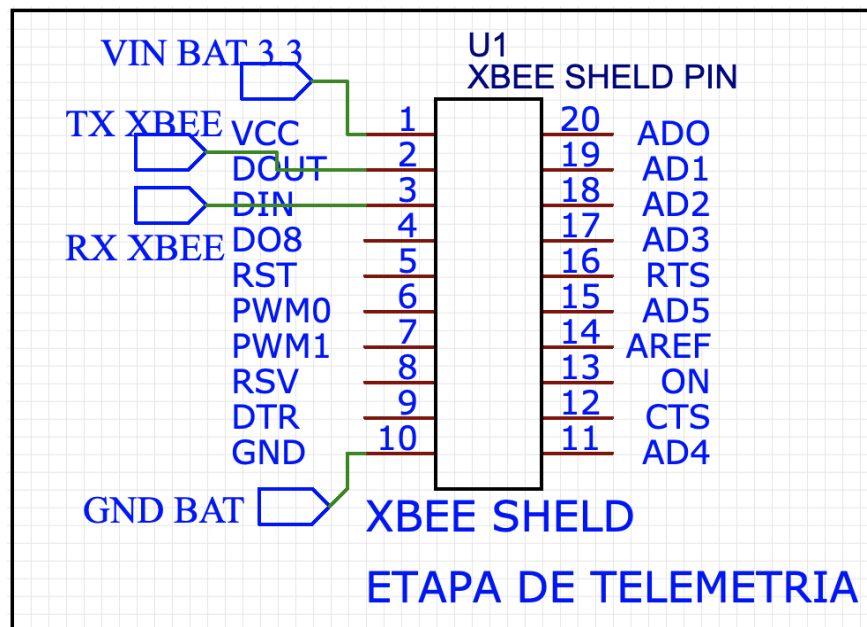 VIN BAT 3.3
U1
XBEE SHELD PIN
TX XBEE
VCC 1 20 ADO
DOUT 2 19 AD1
DIN 3 18 AD2
RX XBEE
DO8 4 17 AD3
RST 5 16 RTS
PWM0 6 15 AD5
PWM1 7 14 AREF
RSV 8 13 ON
DTR 9 12 CTS
GND 10 11 AD4
GND BAT
XBEE SHELD
ETAPA DE TELEMETRIA